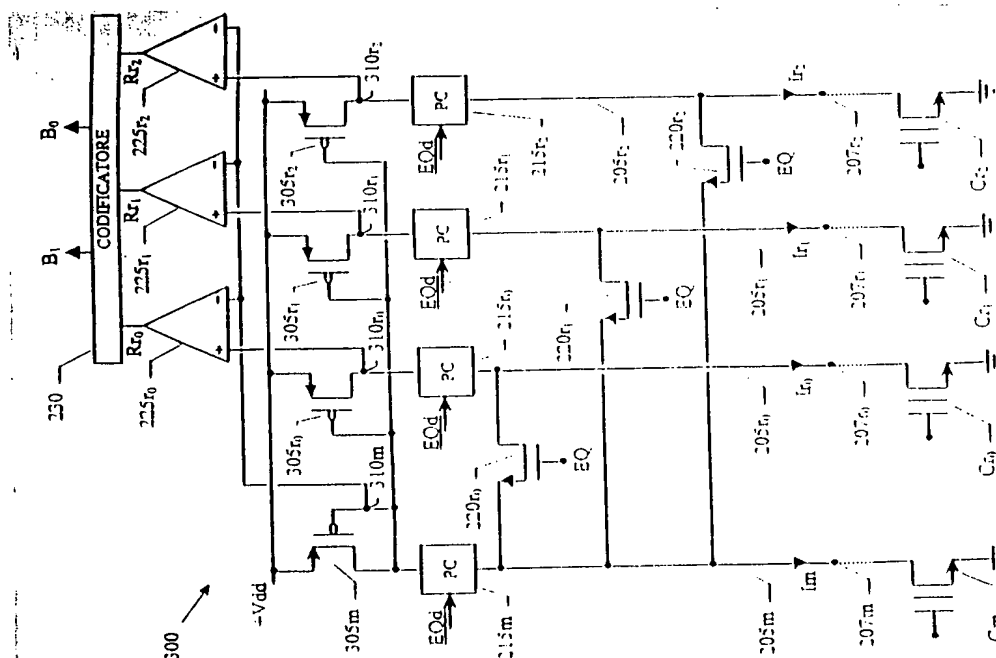 300
230
CODIFICATORE
B₁
B₀
Rr₀
Rr₁
Rr₂
225r₀
225r₁
225r₂
+
-
+
-
+
-
+Vdd
305m
305r₀
305r₁
305r₂
310m
310r₀
310r₁
310r₂
EQd
EQd
EQd
EQd
PC
PC
PC
PC
215m
215r₀
215r₁
215r₂
220r₀
220r₁
220r₂
EQ
EQ
EQ
205m
205r₀
205r₁
205r₂
Im
Ir₀
Ir₁
Ir₂
207m
207r₀
207r₁
207r₂
Cm
Cr₀
Cr₁
Cr₂